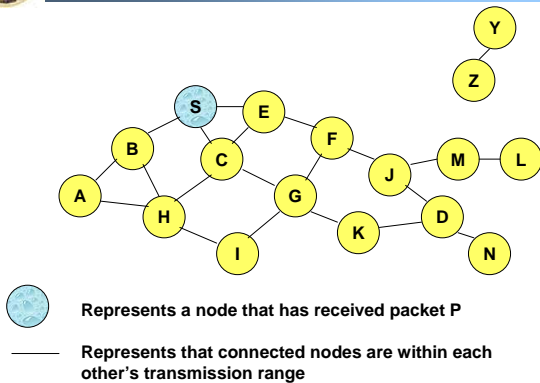 Y
Z
S
E
B
F
C
M
L
J
A
G
H
D
K
I
N
Represents a node that has received packet P
Represents that connected nodes are within each
other's transmission range